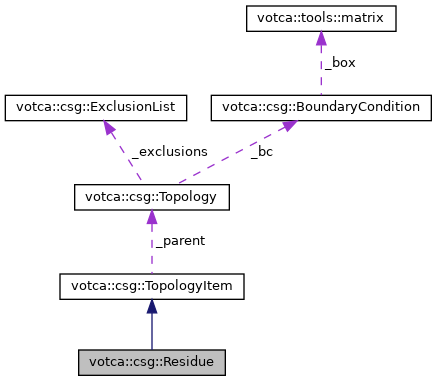 votca::tools::matrix
_box
votca::csg::ExclusionList
votca::csg::BoundaryCondition
_exclusions
_bc
votca::csg::Topology
_parent
votca::csg::TopologyItem
votca::csg::Residue